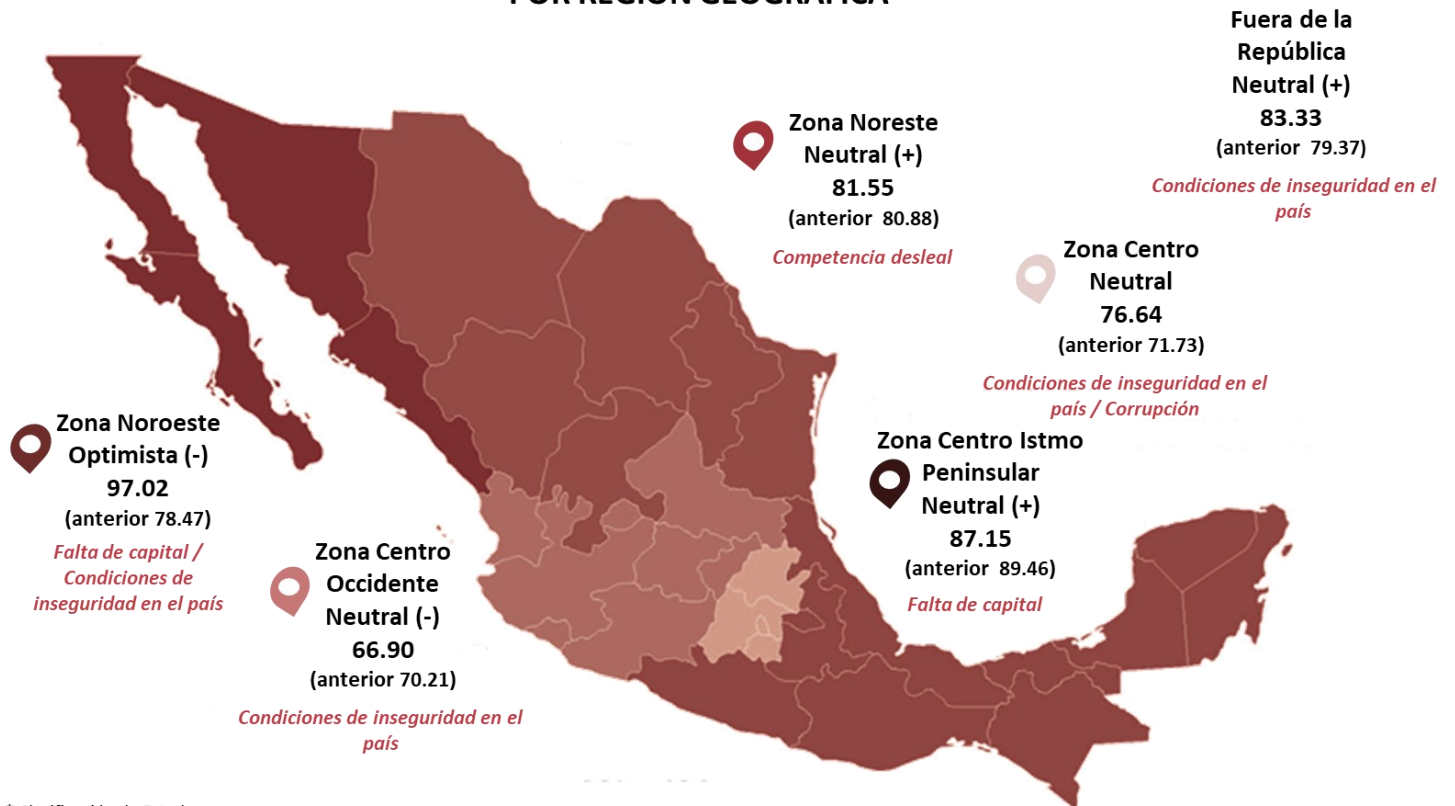 POR REGIÓN GEOGRÁFICA
Fuera de la
República
Neutral (+)
83.33
(anterior 79.37)
Condiciones de inseguridad en el
país
Zona Noreste
Neutral (+)
81.55
(anterior 80.88)
Competencia desleal
Zona Centro
Neutral
76.64
(anterior 71.73)
Condiciones de inseguridad en el
país / Corrupción
Zona Noroeste
Optimista (-)
97.02
(anterior 78.47)
Falta de capital /
Condiciones de
inseguridad en el país
Zona Centro Istmo
Peninsular
Neutral (+)
87.15
(anterior 89.46)
Falta de capital
Zona Centro
Occidente
Neutral (-)
66.90
(anterior 70.21)
Condiciones de inseguridad en el
país